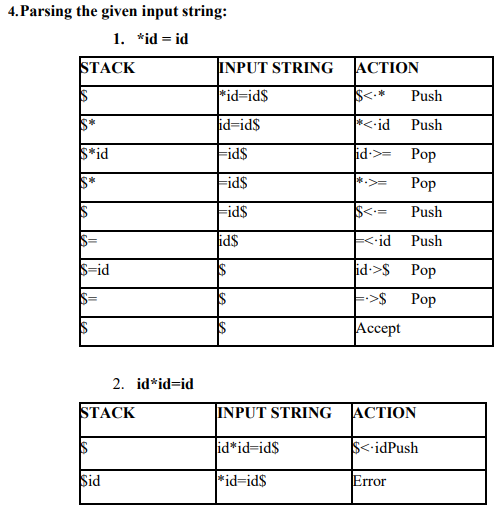 4.Parsing the given input string:
1. *id = id
STACK INPUT STRING ACTION
$ *id=id$ $<·* Push
$* id=id$ *<·id Push
$*id =id$ id·>= Pop
$* =id$ *·>= Pop
$ =id$ $<·= Push
$= id$ =<·id Push
$=id $ id·>$ Pop
$= $ =·>$ Pop
$ $ Accept
2. id*id=id
STACK INPUT STRING ACTION
$ id*id=id$ $<·idPush
$id *id=id$ Error